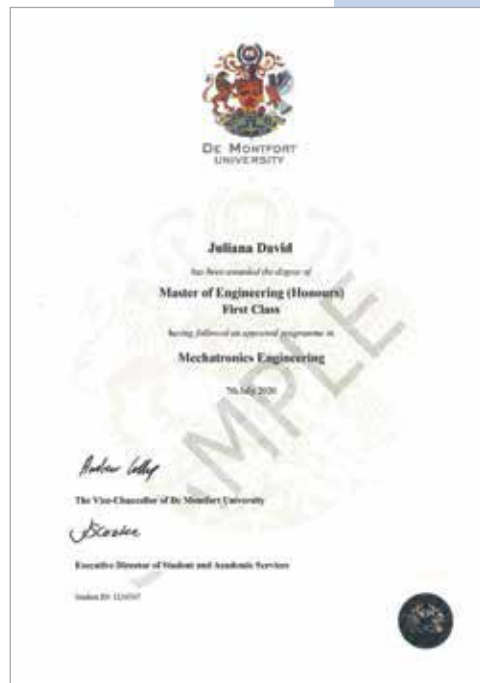 DE MONTFORT
UNIVERSITY
Juliana David
has been awarded the degree of
Master of Engineering (Honours)
First Class
having followed an approved programme in
Mechatronics Engineering
7th July 2020
SAMPLE
The Vice-Chancellor of De Montfort University
Executive Director of Student and Academic Services
Student ID: